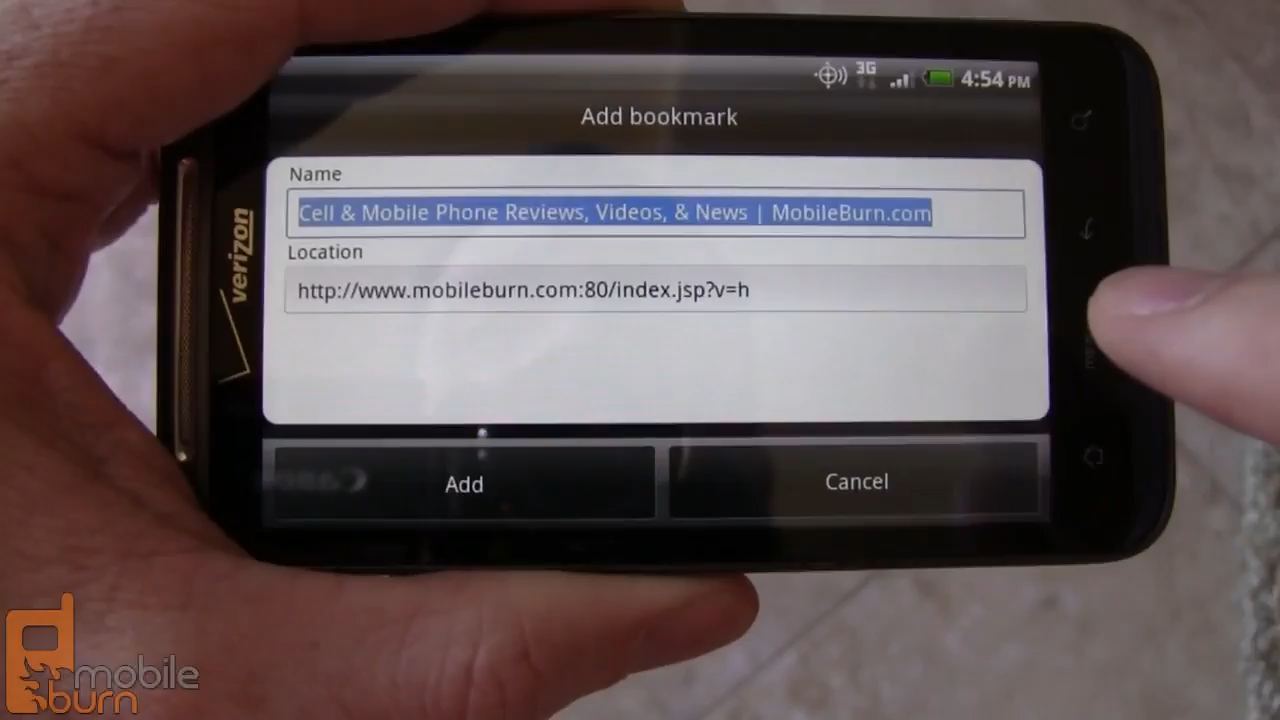 3G
4:54 PM
Add bookmark
Name
Cell & Mobile Phone Reviews, Videos, & News | MobileBurn.com
Location
http://www.mobileburn.com:80/index.jsp?v=h
Add
Cancel
verizon
mobile
burn